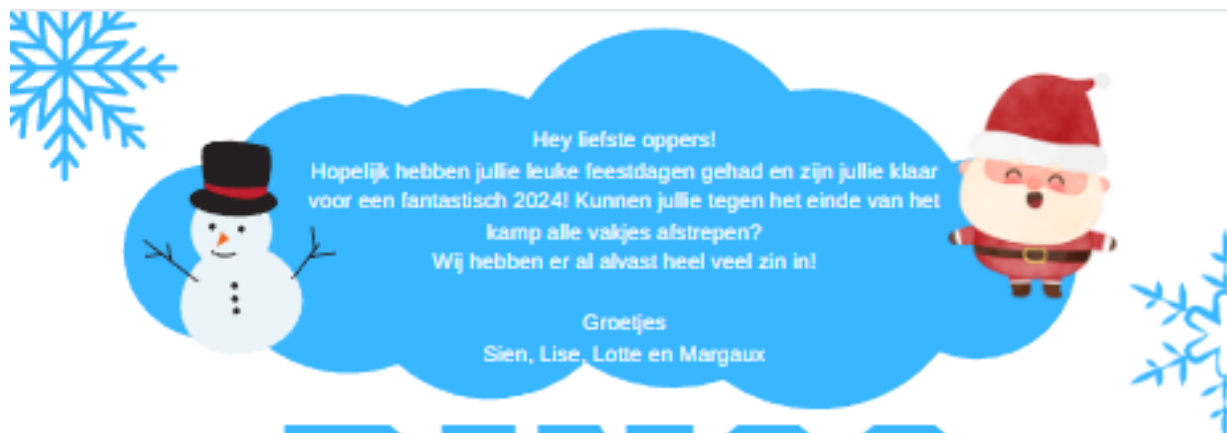 Hey liefste oppers!
Hopelijk hebben jullie leuke feestdagen gehad en zijn jullie klaar
voor een fantastisch 2024! Kunnen jullie tegen het einde van het
kamp alle vakjes afstrepen?
Wij hebben er al alvast heel veel zin in!
Groetjes
Sien, Lise, Lotte en Margaux